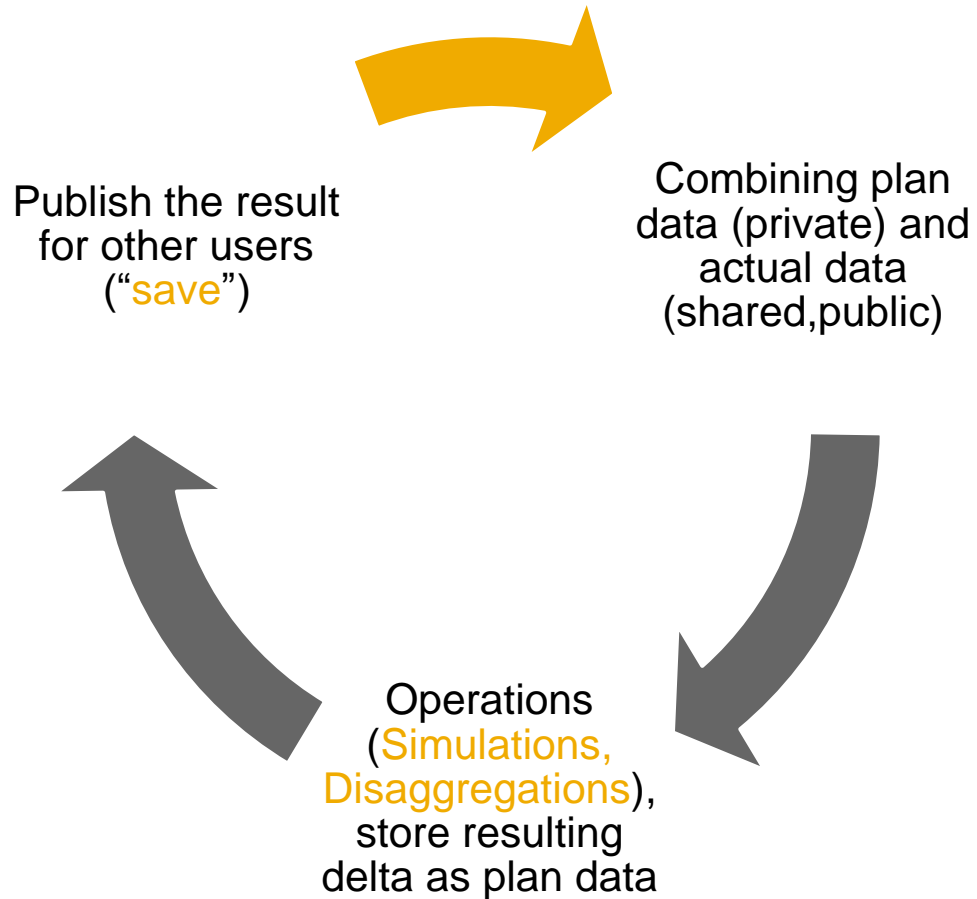 Publish the result
for other users
(“save”)
Combining plan
data (private) and
actual data
(shared,public)
Operations
(Simulations,
Disaggregations),
store resulting
delta as plan data